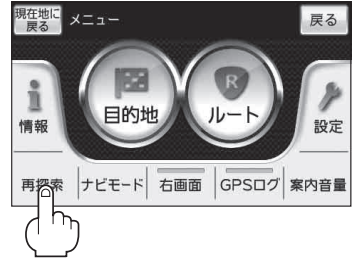 現在地に
戻る
メニュー
戻る
R
目的地
ルート
情報
設定
再探索
ナビモード
右画面
GPSログ
案内音量